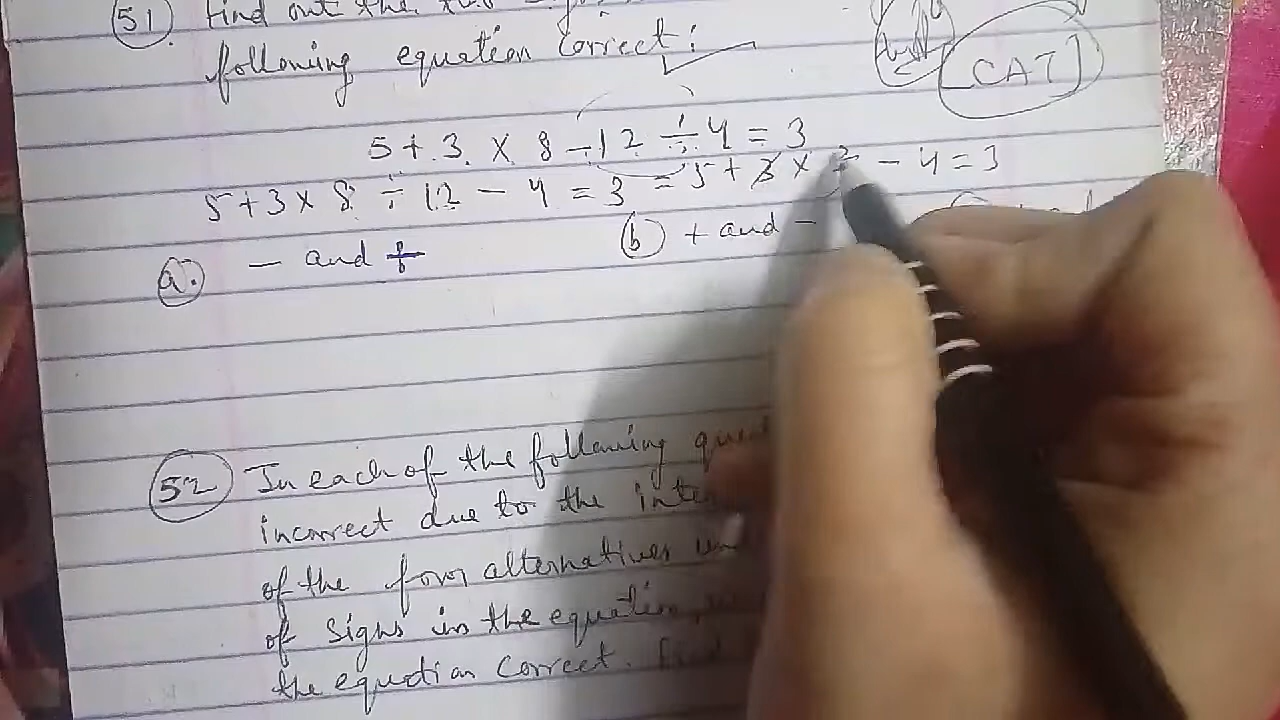 51. Find out the two
following equation correct:
[CAT]
5 + 3 × 8 - 12 ÷ 4 = 3
5 + 3 × 8 ÷ 12 - 4 = 3 = 5 + 3 × - 4 = 3
a. - and ÷
b + and -
52 In each of the following
incorrect due to the
of the four alternatives
of signs in the equation
the equation correct. Find